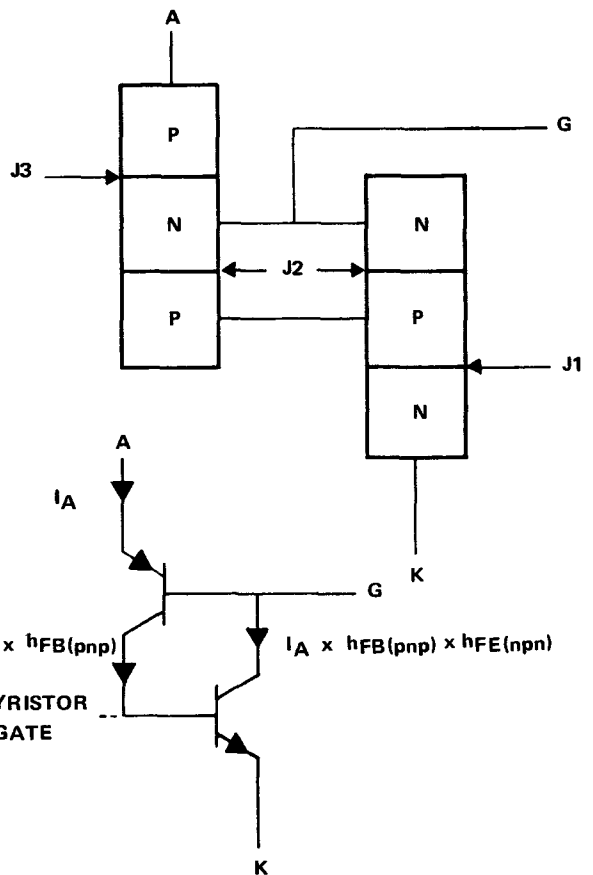 A
P
G
J3
N
N
J2
P
P
J1
N
A
IA
K
G
x hFB(pnp)
IA x hFB(pnp) x hFE(npn)
YRISTOR
GATE
K